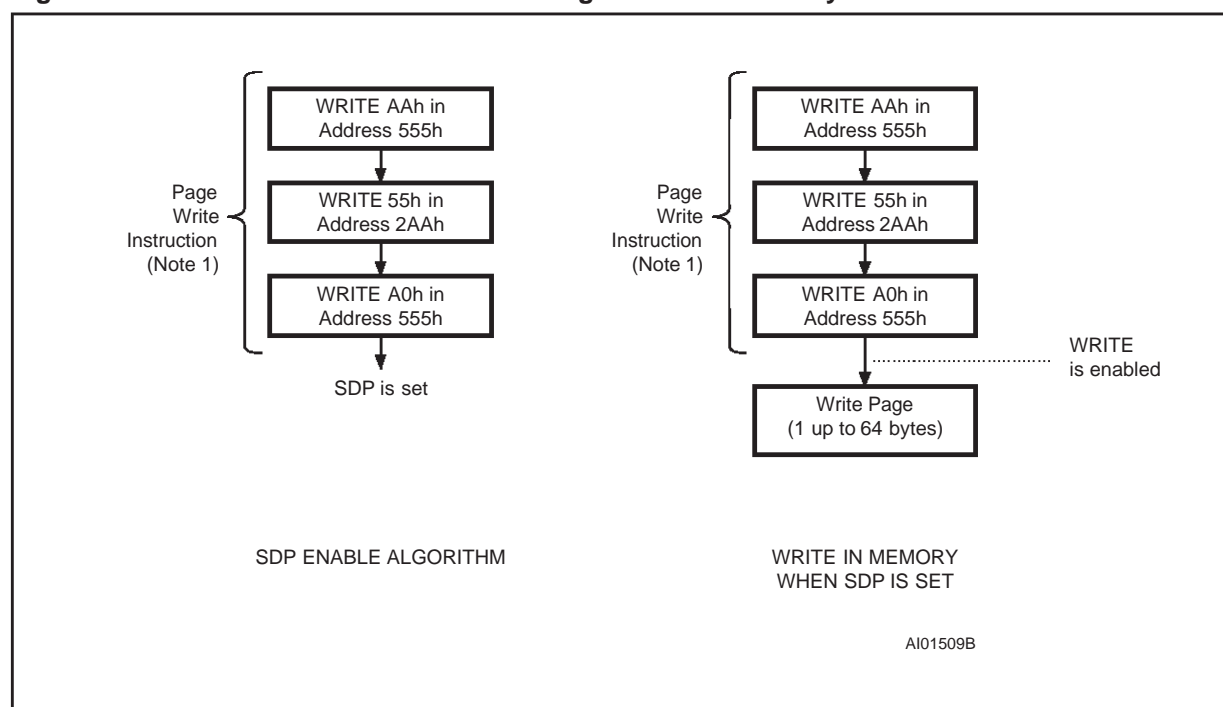 WRITE AAh in
Address 555h
WRITE 55h in
Address 2AAh
WRITE A0h in
Address 555h
SDP is set
Page
Write
Instruction
(Note 1)
SDP ENABLE ALGORITHM
WRITE AAh in
Address 555h
WRITE 55h in
Address 2AAh
WRITE A0h in
Address 555h
Page
Write
Instruction
(Note 1)
WRITE
is enabled
Write Page
(1 up to 64 bytes)
WRITE IN MEMORY
WHEN SDP IS SET
AI01509B